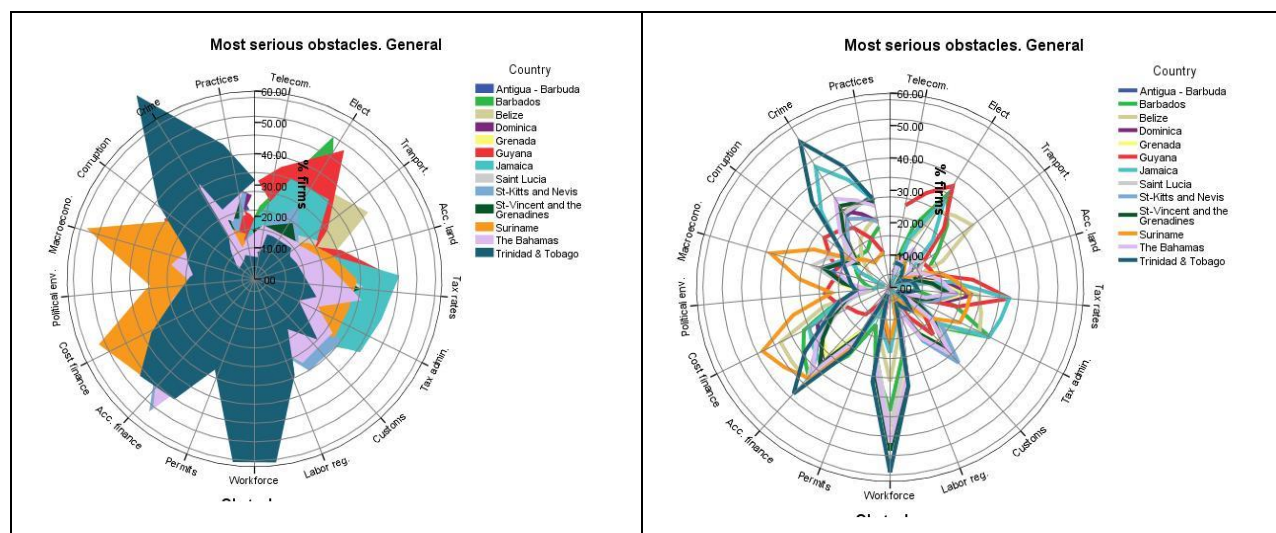 Most serious obstacles. General
Practices
Telecom.
Crime
Elect
Corruption
Tranport.
Macroecono.
Acc. land
Political env.
Tax rates
Cost finance
Tax admin.
Acc. finance
Customs
Permits
Labor reg.
Workforce
60.00
50.00
40.00
30.00
20.00
10.00
.00
% firms
Country
Antigua - Barbuda
Barbados
Belize
Dominica
Grenada
Guyana
Jamaica
Saint Lucia
St-Kitts and Nevis
St-Vincent and the
Grenadines
Suriname
The Bahamas
Trinidad & Tobago
Most serious obstacles. General
Practices
Telecom.
Crime
Elect
Corruption
Tranport.
Macroecono.
Acc. land
Political env.
Tax rates
Cost finance
Tax admin.
Acc. finance
Customs
Permits
Labor reg.
Workforce
60.00
50.00
40.00
30.00
20.00
10.00
.00
% firms
Country
Antigua - Barbuda
Barbados
Belize
Dominica
Grenada
Guyana
Jamaica
Saint Lucia
St-Kitts and Nevis
St-Vincent and the
Grenadines
Suriname
The Bahamas
Trinidad & Tobago